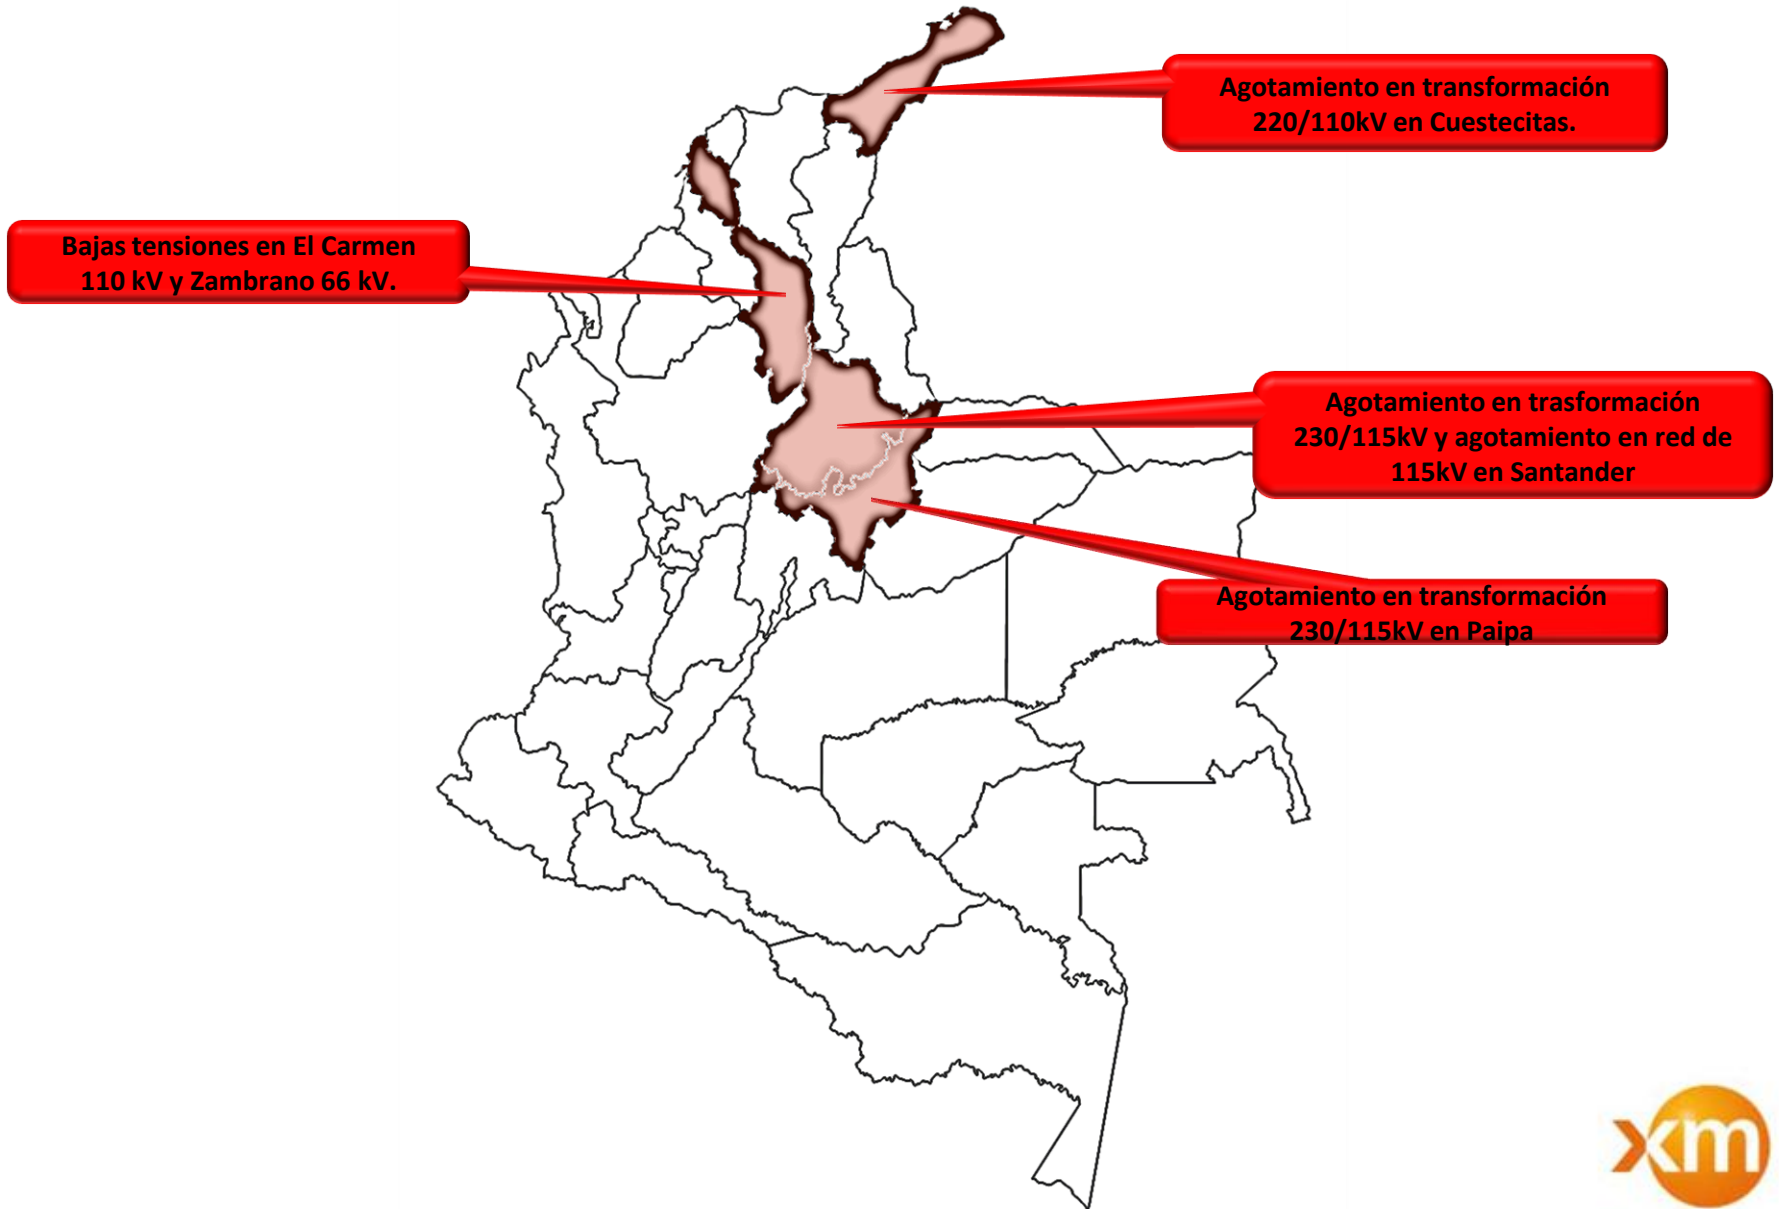 Agotamiento en transformación
220/110kV en Cuestecitas.
Bajas tensiones en El Carmen
110 kV y Zambrano 66 kV.
Agotamiento en trasformación
230/115kV y agotamiento en red de
115kV en Santander
Agotamiento en transformación
230/115kV en Paipa
xm